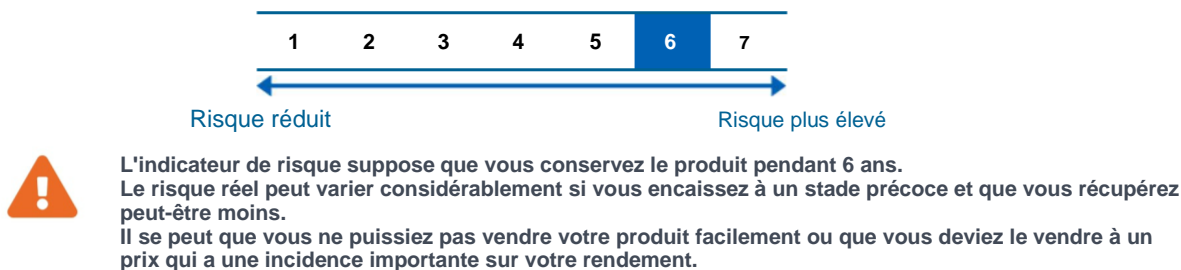 1 2 3 4 5 6 7
Risque réduit Risque plus élevé
L'indicateur de risque suppose que vous conservez le produit pendant 6 ans.
Le risque réel peut varier considérablement si vous encaissez à un stade précoce et que vous récupérez
peut-être moins.
Il se peut que vous ne puissiez pas vendre votre produit facilement ou que vous deviez le vendre à un
prix qui a une incidence importante sur votre rendement.